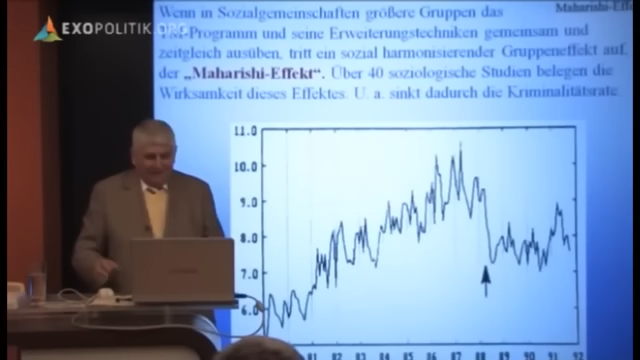 EXOPOLITIK.ORG
Maharishi-Effekt
Wenn in Sozialgemeinschaften größere Gruppen das
Programm und seine Erweiterungstechniken gemeinsam und
zeitgleich ausüben, tritt ein sozial harmonisierender Gruppeneffekt auf,
der „Maharishi-Effekt“. Über 40 soziologische Studien belegen die
Wirksamkeit dieses Effektes. U. a. sinkt dadurch die Kriminalitätsrate
11.0
10.0
9.0
8.0
7.0
6.0
81 82 83 84 85 86 87 88 89 90 91 92